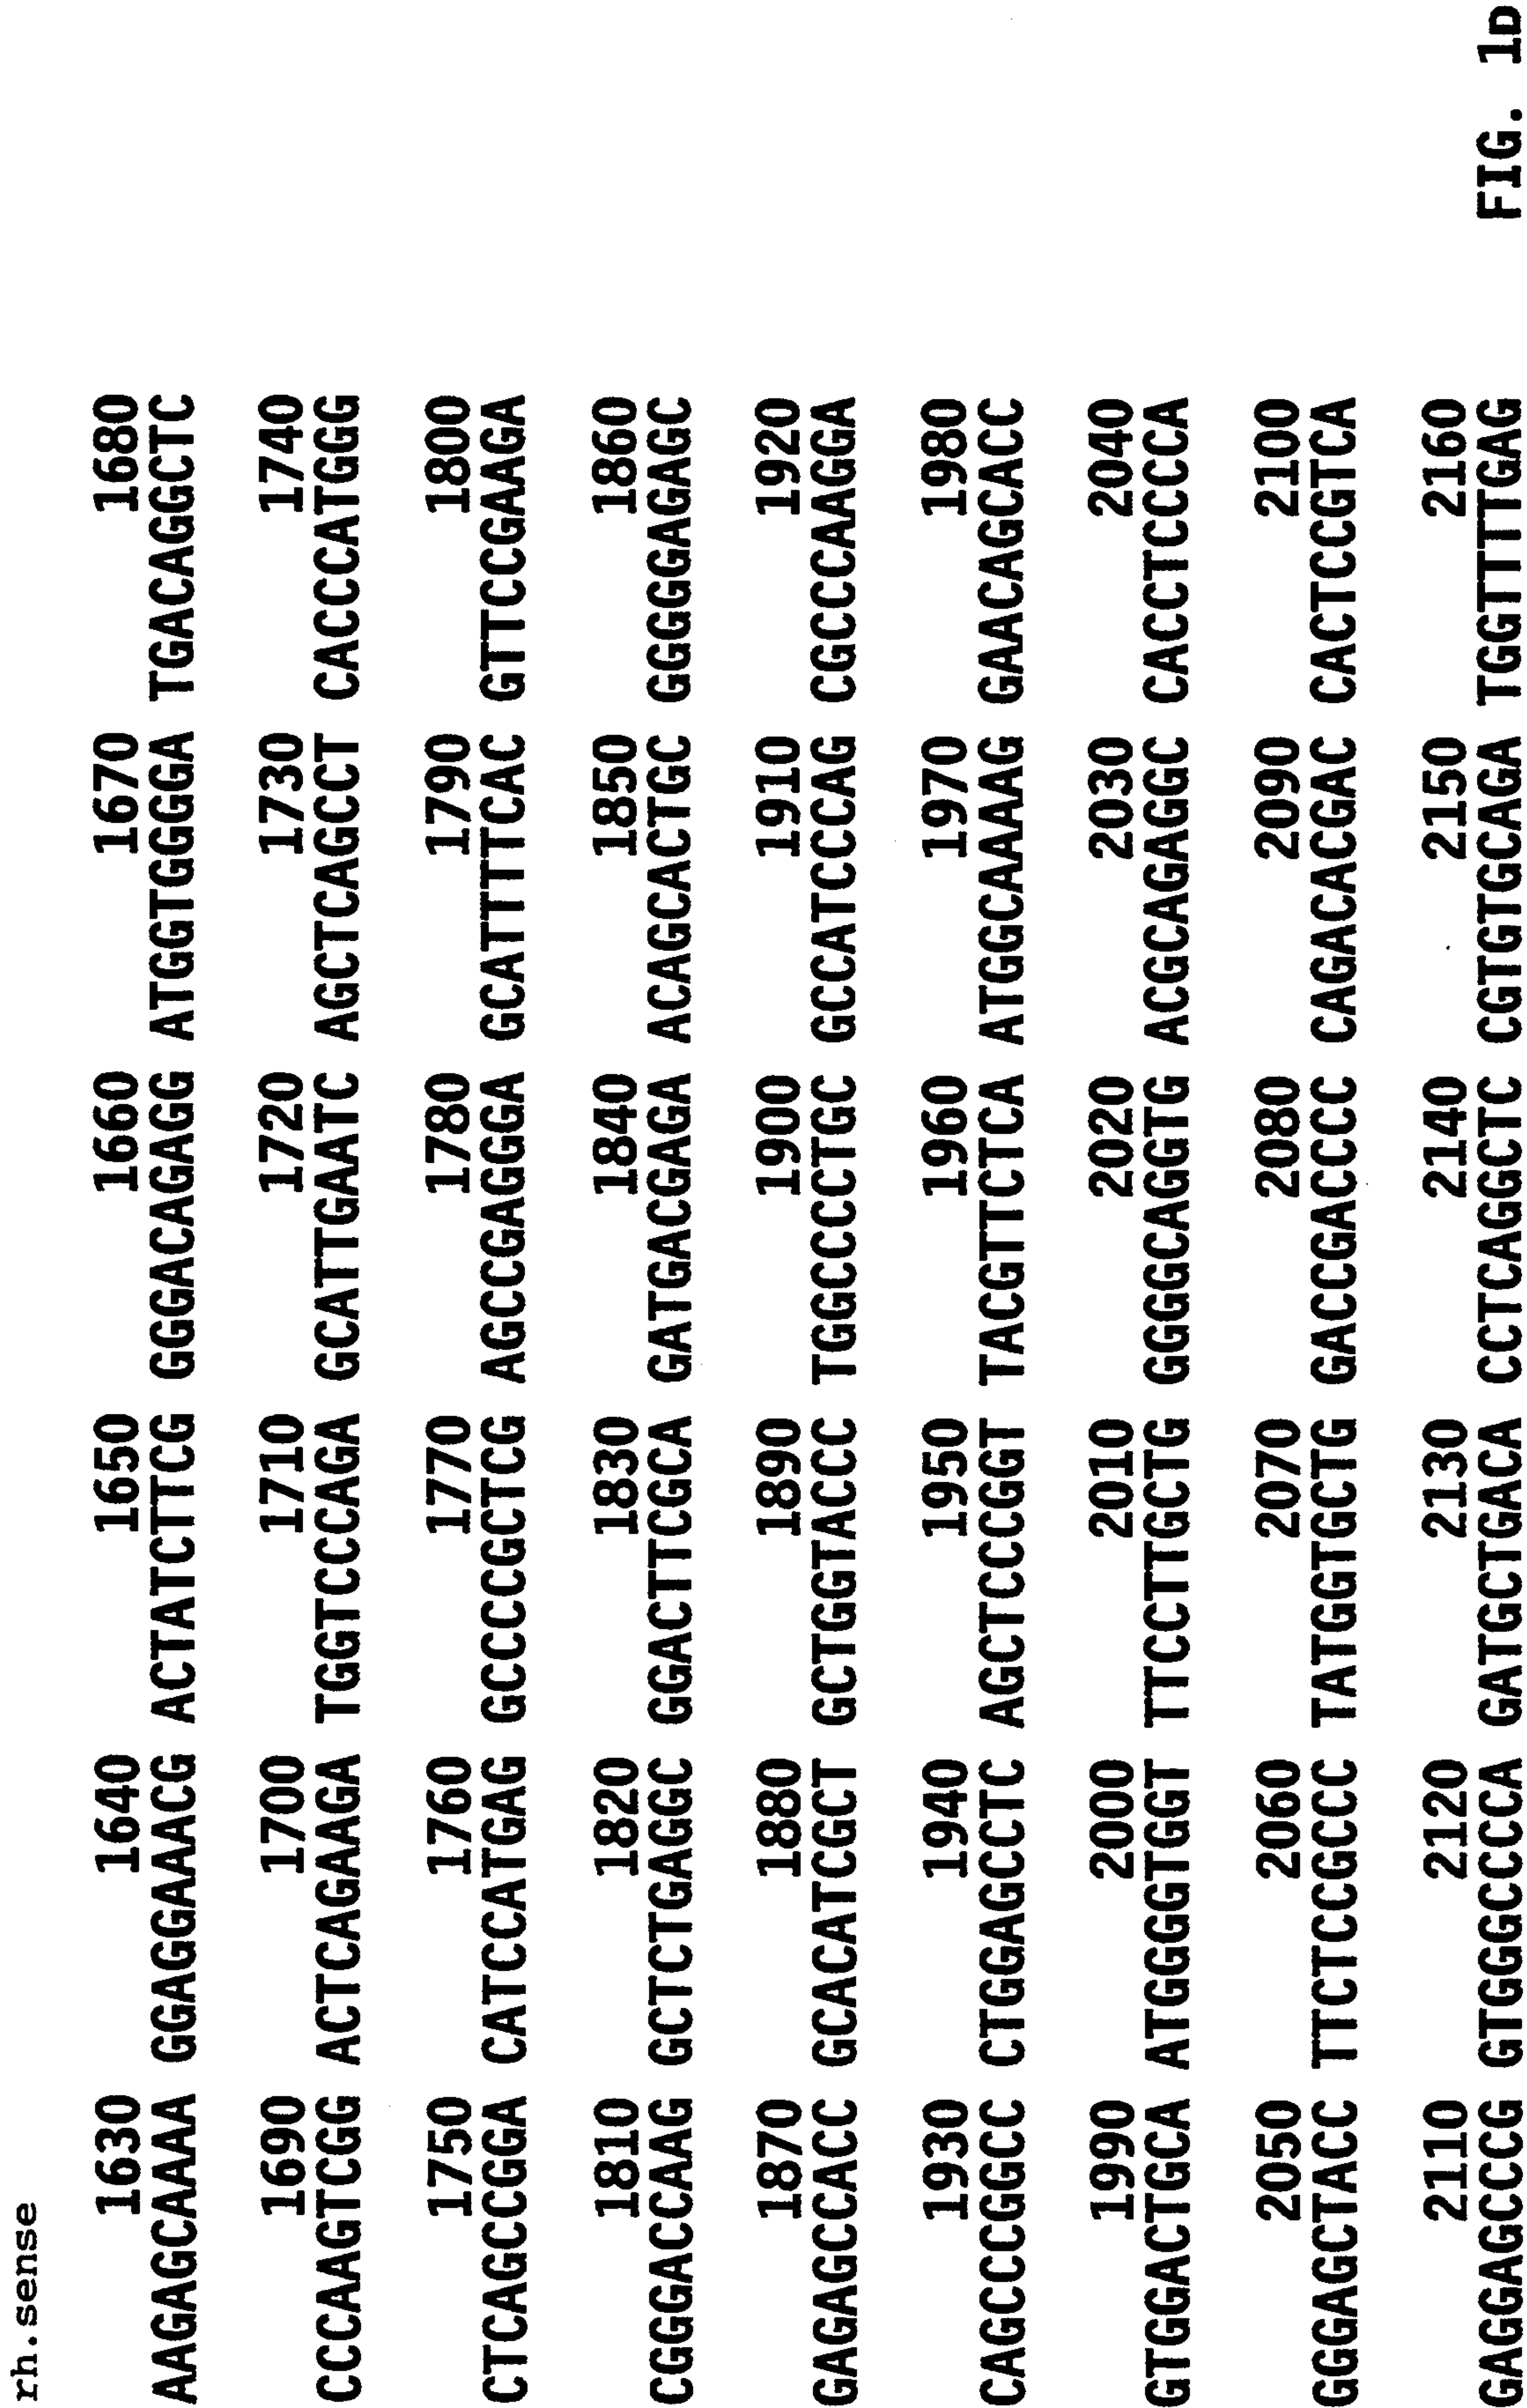 rh.sense
1630 1640 1650 1660 1670 1680
AAGAGCAAAA GGAGGAAACG ACTATCTTCG GGGACAGAGG ATGGTGGGGA TGACAGGCTC
1690 1700 1710 1720 1730 1740
CCCAAGTCGG ACTCAGAAGA TGGTCCCAGA GCATTGAATC AGCTCAGCCT CACCCATGGG
1750 1760 1770 1780 1790 1800
CTCAGCCGGA CATCCATGAG GCCCCGCTCG AGCCGAGGGA GCATTTTCAC GTTCCGAAGA
1810 1820 1830 1840 1850 1860
CGGGACCAAG GCTCTGAGGC GGACTTCGCA GATGACGAGA ACAGCACTGC GGGGGAGAGC
1870 1880 1890 1900 1910 1920
GAGAGCCACC GCACATCGCT GCTGGTACCC TGGCCCCTGC GCCATCCCAG CGCCCAAGGA
1930 1940 1950 1960 1970 1980
CAGCCCGGCC CTGGAGCCTC AGCTCCCGGT TACGTTCTCA ATGGCAAAAG GAACAGCACC
1990 2000 2010 2020 2030 2040
GTGGACTGCA ATGGGGTGGT TTCCTTGCTG GGGGCAGGTG ACGCAGAGGC CACCTCCCCA
2050 2060 2070 2080 2090 2100
GGGAGCTACC TTCTCCGCCC TATGGTGCTG GACCGACCCC CAGACACGAC CACTCCGTCA
2110 2120 2130 2140 2150 2160
GAGGAGCCCG GTGGGCCCCA GATGCTGACA CCTCAGGCTC CGTGTGCAGA TGGTTTTGAG
FIG. 1D